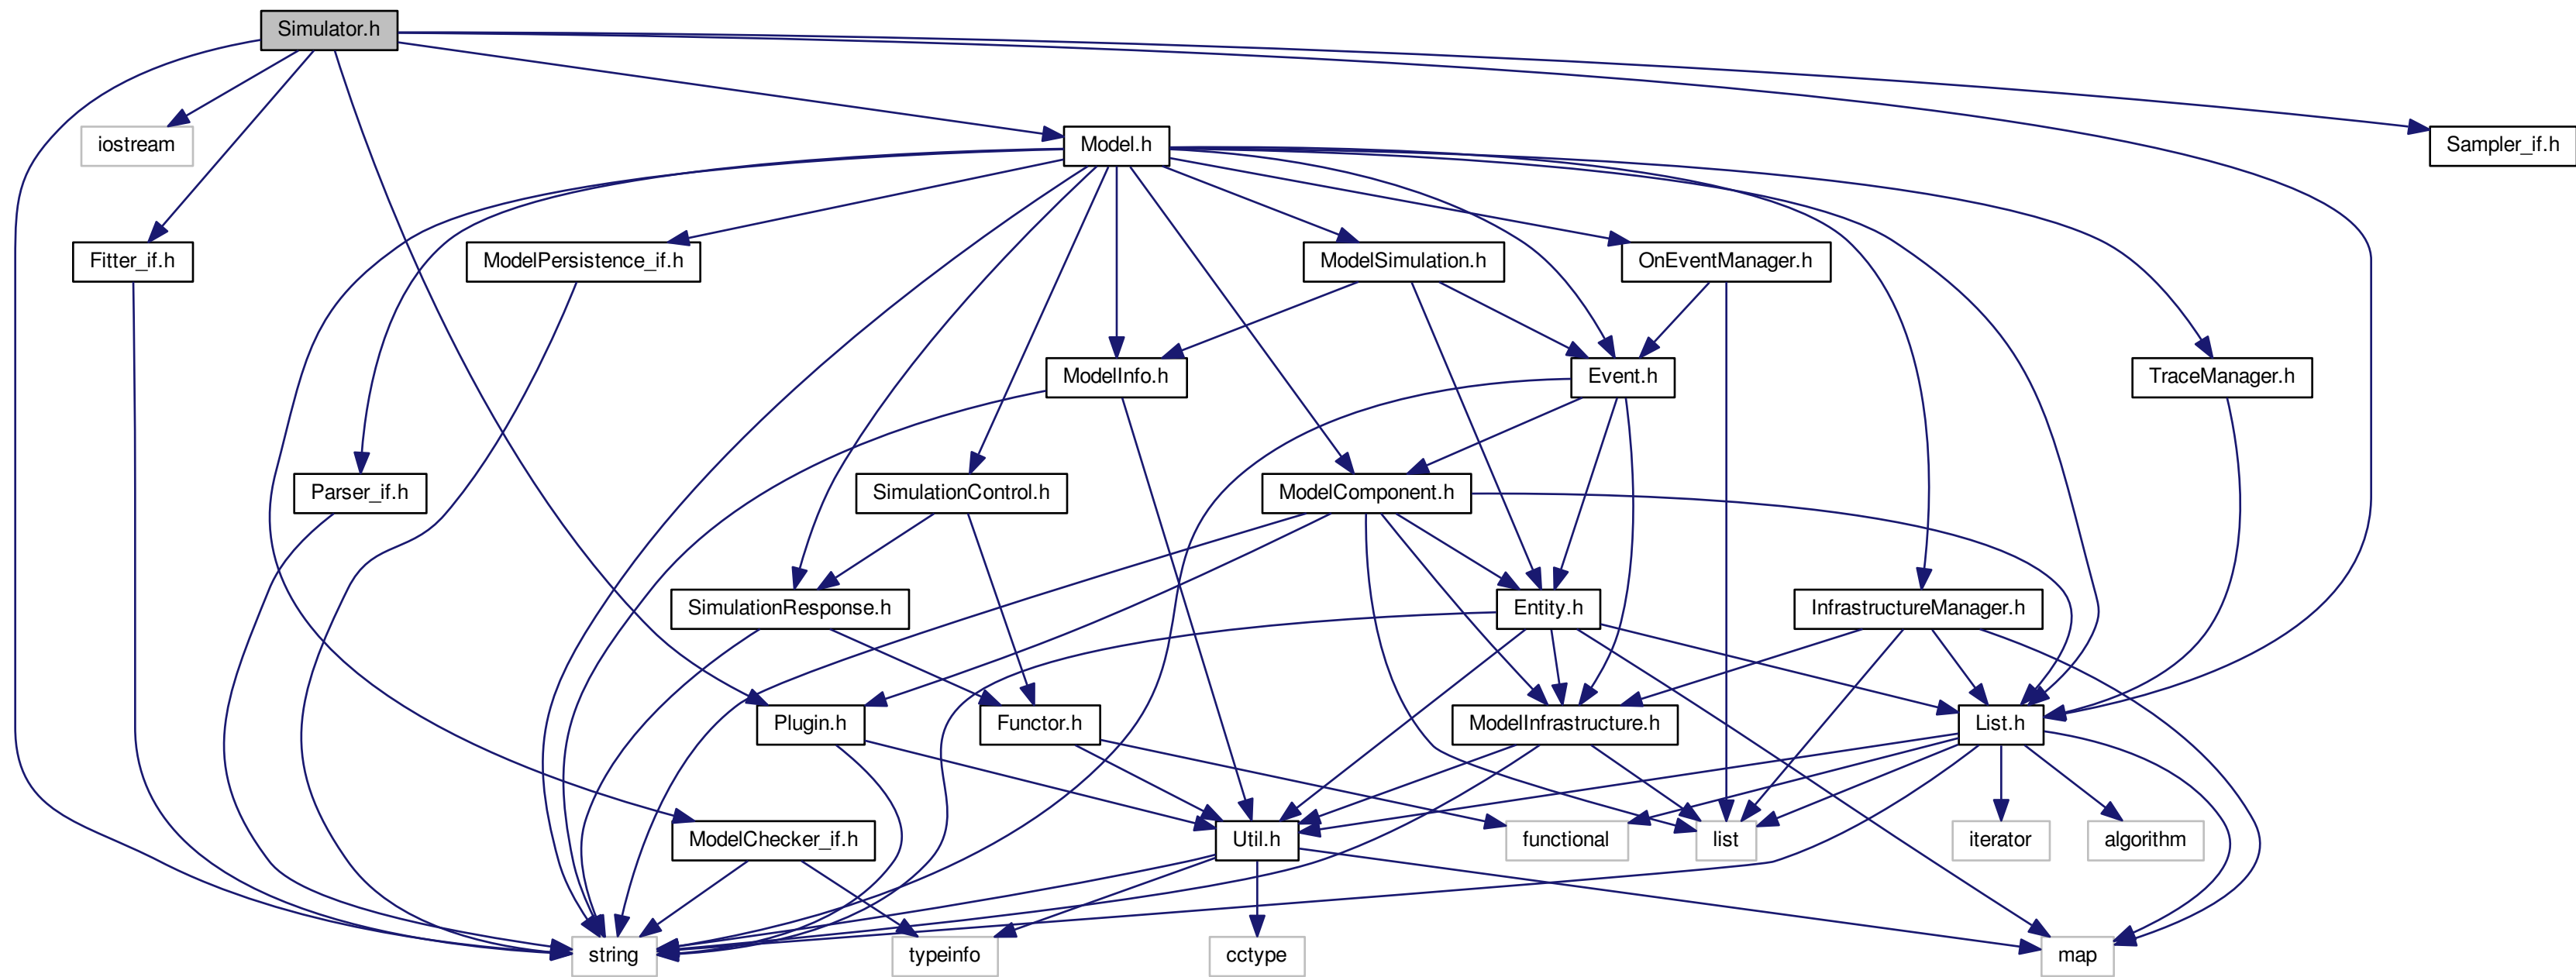 Simulator.h
iostream
Model.h
Sampler_if.h
Fitter_if.h
ModelPersistence_if.h
ModelSimulation.h
OnEventManager.h
ModelInfo.h
Event.h
TraceManager.h
Parser_if.h
SimulationControl.h
ModelComponent.h
SimulationResponse.h
Entity.h
InfrastructureManager.h
Plugin.h
Functor.h
ModelInfrastructure.h
List.h
ModelChecker_if.h
Util.h
functional
list
iterator
algorithm
string
typeinfo
cctype
map